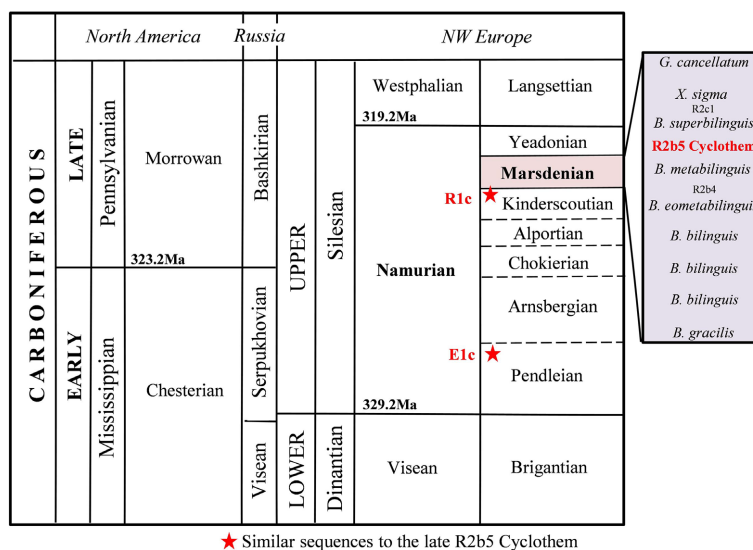 North America
Russia
NW Europe
CARBONIFEROUS
LATE
EARLY
Pennsylvanian
Mississippian
Morrowan
323.2Ma
Chesterian
Bashkirian
Serpukhovian
Visean
UPPER
LOWER
Silesian
Dinantian
Westphalian
319.2Ma
Namurian
329.2Ma
Visean
Langsettian
Yeadonian
Marsdenian
R1c
Kinderscoutian
Alportian
Chokierian
Arnsbergian
E1c
Pendleian
Brigantian
G. cancellatum
X. sigma
R2c1
B. superbilinguis
R2b5 Cyclothem
B. metabilinguis
R2b4
B. eometabilinguis
B. bilinguis
B. bilinguis
B. bilinguis
B. gracilis
Similar sequences to the late R2b5 Cyclothem